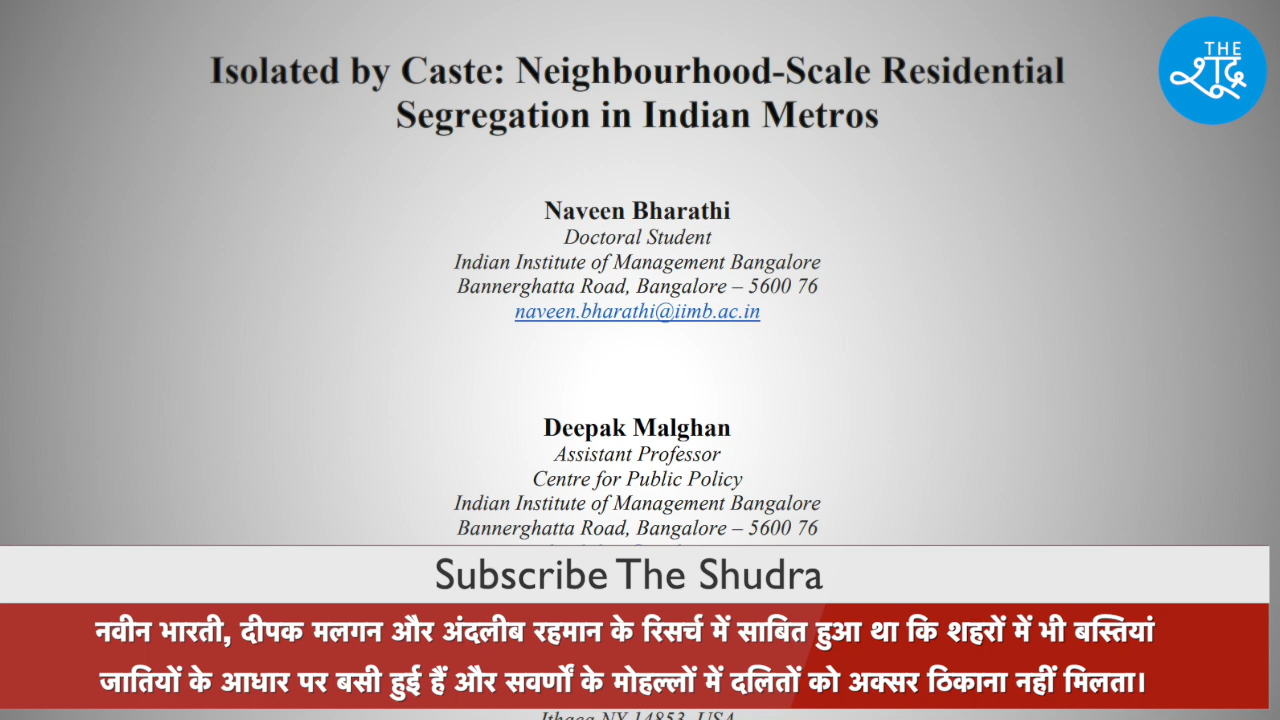 Isolated by Caste: Neighbourhood-Scale Residential
Segregation in Indian Metros
THE
शूद्र
Naveen Bharathi
Doctoral Student
Indian Institute of Management Bangalore
Bannerghatta Road, Bangalore – 5600 76
naveen.bharathi@iimb.ac.in
Deepak Malghan
Assistant Professor
Centre for Public Policy
Indian Institute of Management Bangalore
Bannerghatta Road, Bangalore – 5600 76
Subscribe The Shudra
नवीन भारती, दीपक मलगन और अंदलीब रहमान के रिसर्च में साबित हुआ था कि शहरों में भी बस्तियां
जातियों के आधार पर बसी हुई हैं और सवर्णों के मोहल्लों में दलितों को अक्सर ठिकाना नहीं मिलता।
Ithaca NY 14853, USA